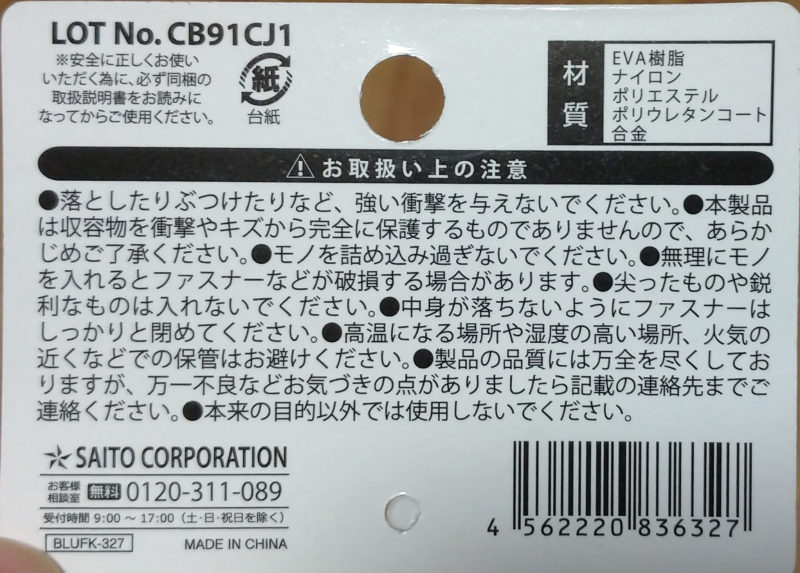 LOT No. CB91CJ1
※安全に正しくお使い
いただく為に、必ず同梱の
取扱説明書をお読みに
なってからご使用ください。
紙
台紙
材質
EVA樹脂
ナイロン
ポリエステル
ポリウレタンコート
合金
⚠お取扱い上の注意
●落としたりぶつけたりなど、強い衝撃を与えないでください。●本製品
は収容物を衝撃やキズから完全に保護するものでありませんので、あらか
じめご了承ください。●モノを詰め込み過ぎないでください。●無理にモノ
を入れるとファスナーなどが破損する場合があります。●尖ったものや鋭
利なものは入れないでください。●中身が落ちないようにファスナーは
しっかりと閉めてください。●高温になる場所や湿度の高い場所、火気の
近くなどでの保管はお避けください。●製品の品質には万全を尽くしてお
りますが、万一不良などお気づきの点がありましたら記載の連絡先までご
連絡ください。●本来の目的以外では使用しないでください。
SAITO CORPORATION
お客様
相談室 無料 0120-311-089
受付時間 9:00 〜 17:00（土・日・祝日を除く）
BLUFK-327 MADE IN CHINA
4 562220 836327